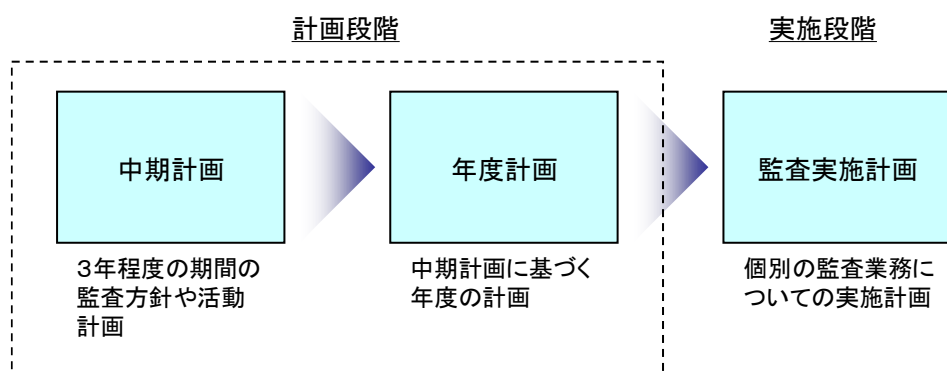 計画段階
実施段階
中期計画
年度計画
監査実施計画
３年程度の期間の
監査方針や活動
計画
中期計画に基づく
年度の計画
個別の監査業務に
ついての実施計画